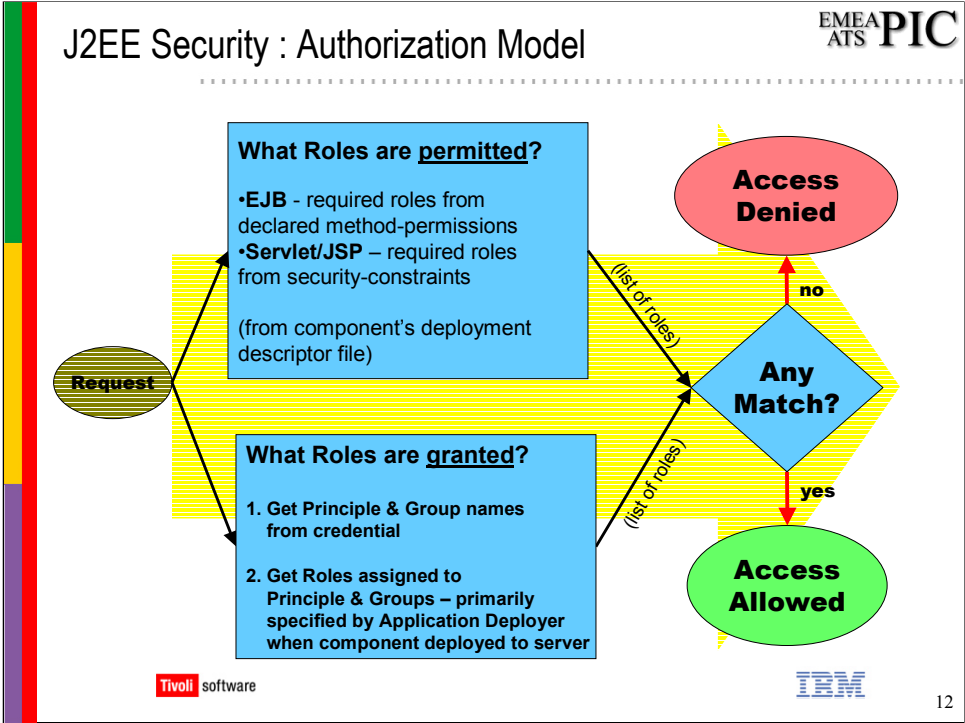 J2EE Security : Authorization Model
EMEA
ATS PIC
What Roles are permitted?
•EJB - required roles from
declared method-permissions
•Servlet/JSP – required roles
from security-constraints
(from component's deployment
descriptor file)
Access
Denied
(list of roles)
no
Request
Any
Match?
What Roles are granted?
1. Get Principle & Group names
from credential
2. Get Roles assigned to
Principle & Groups – primarily
specified by Application Deployer
when component deployed to server
(list of roles)
yes
Access
Allowed
Tivoli software
IBM
12